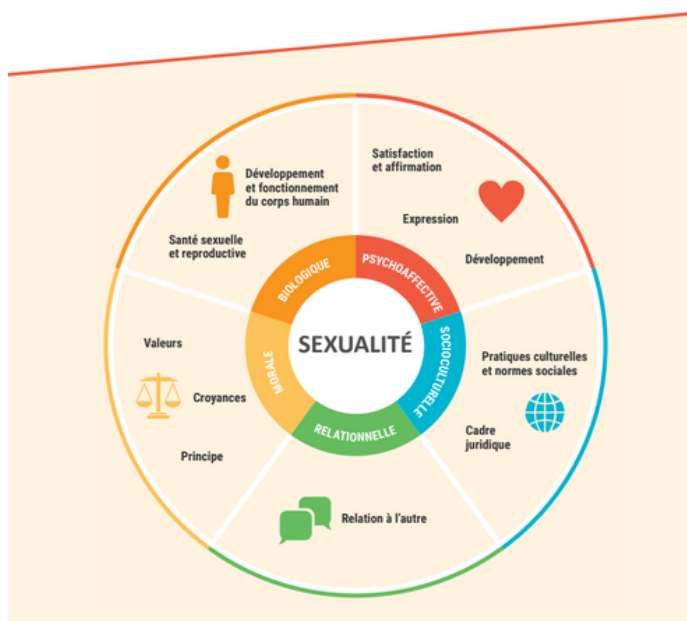 Développement
et fonctionnement
du corps humain
Santé sexuelle
et reproductive
Satisfaction
et affirmation
Expression
Développement
BIOLOGIQUE
PSYCHOAFFECTIVE
SEXUALITÉ
MORALE
SOCIOCULTURELLE
RELATIONNELLE
Valeurs
Croyances
Principe
Pratiques culturelles
et normes sociales
Cadre
juridique
Relation à l'autre